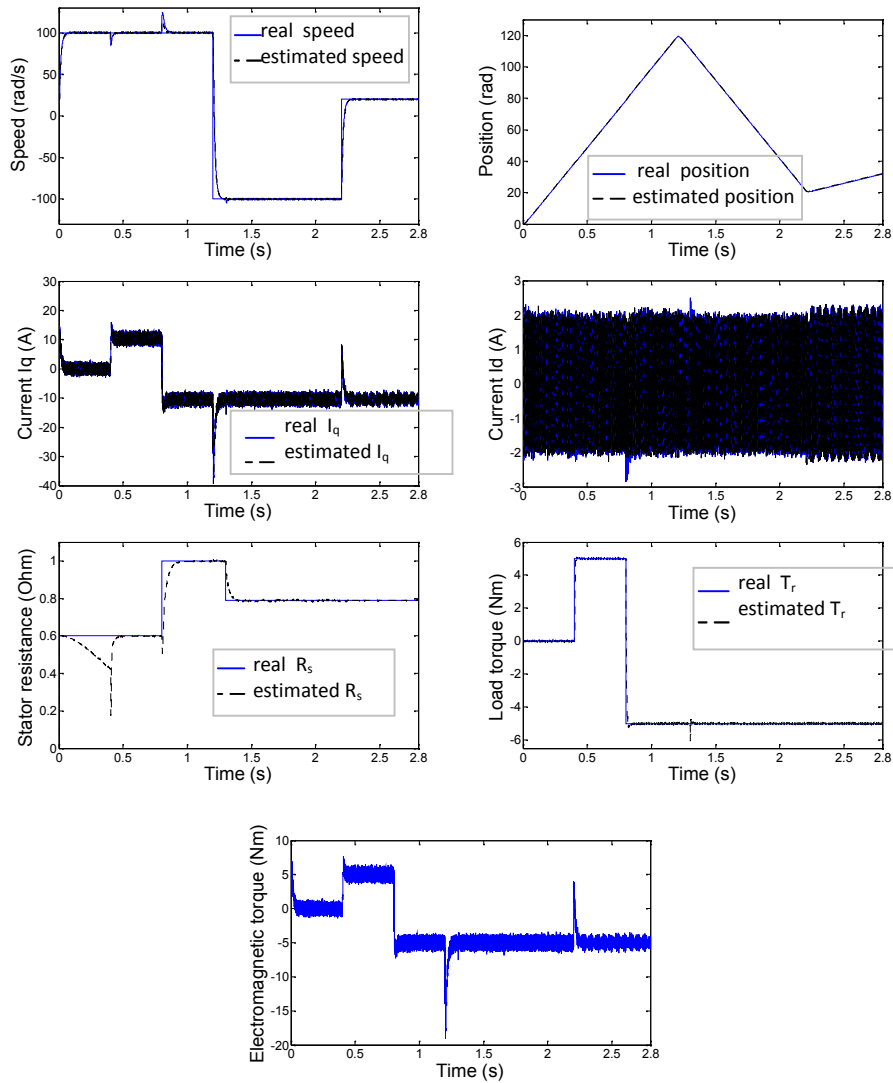 100
50
0
-50
-100
Speed (rad/s)
real speed
estimated speed
0 0.5 1 1.5 2 2.5 2.8
Time (s)
120
100
80
60
40
20
0
Position (rad)
real position
estimated position
0 0.5 1 1.5 2 2.5 2.8
Time (s)
30
20
10
0
-10
-20
-30
-40
Current Iq (A)
real Iq
estimated Iq
0 0.5 1 1.5 2 2.5 2.8
Time (s)
3
2
1
0
-1
-2
-3
Current Id (A)
0 0.5 1 1.5 2 2.5 2.8
Time (s)
1
0.8
0.6
0.4
0.2
0
Stator resistance (Ohm)
real Rs
estimated Rs
0 0.5 1 1.5 2 2.5 2.8
Time (s)
6
4
2
0
-2
-4
-6
Load torque (Nm)
real Tr
estimated Tr
0 0.5 1 1.5 2 2.5 2.8
Time (s)
10
5
0
-5
-10
-15
-20
Electromagnetic torque (Nm)
0 0.5 1 1.5 2 2.5 2.8
Time (s)